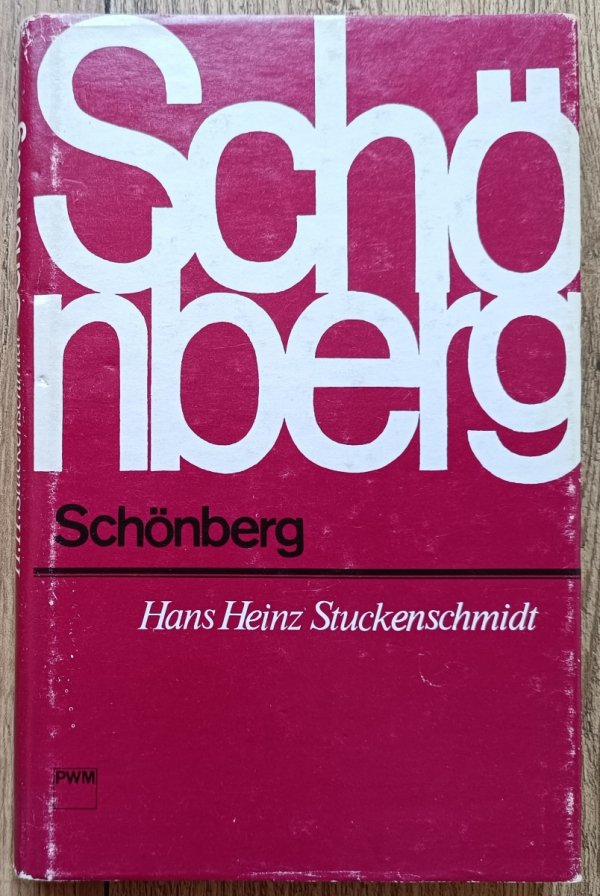 Schö
nberg
Schönberg
Hans Heinz Stuckenschmidt
PWM